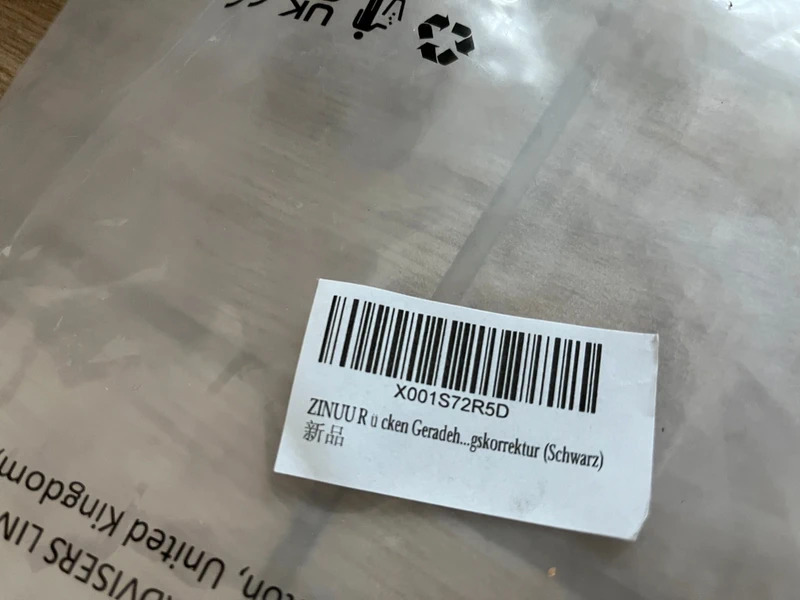 UK
X001S72R5D
ZINUU R ü cken Geradeh...gskorrektur (Schwarz)
新品
United Kingdom